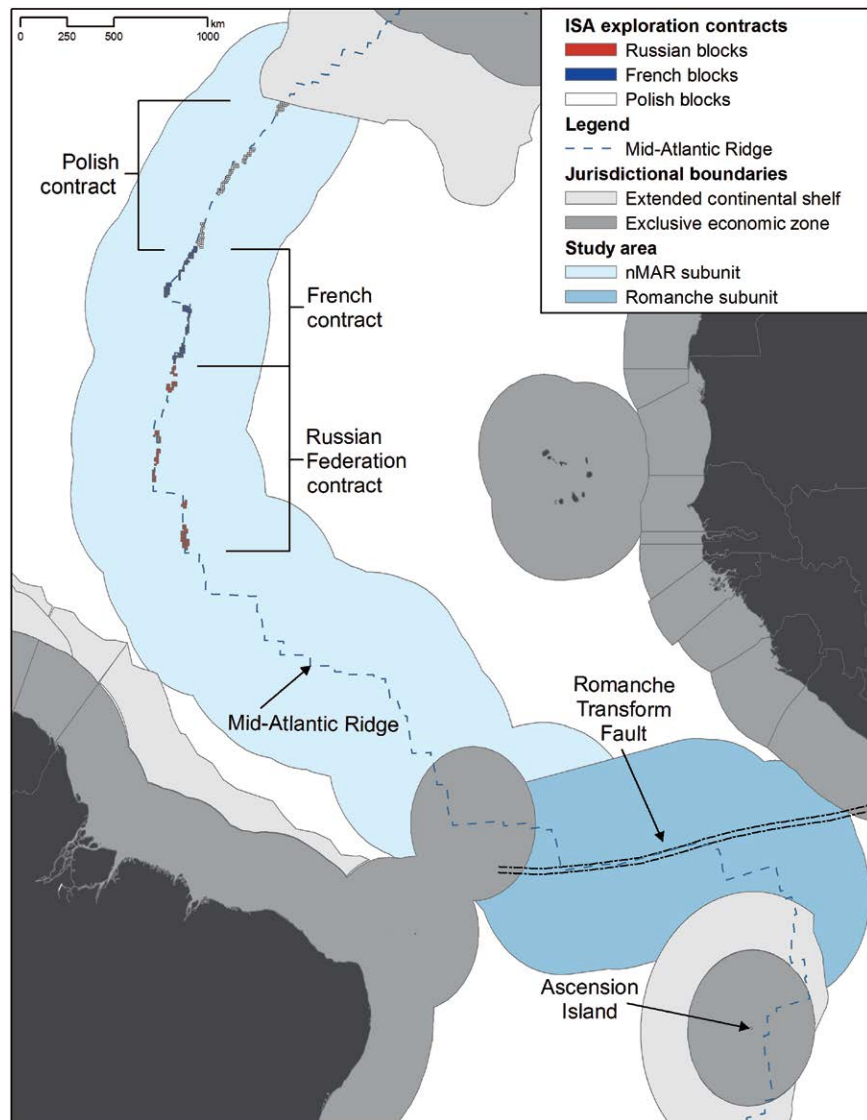 0 250 500 1000 km
ISA exploration contracts
Russian blocks
French blocks
Polish blocks
Legend
Mid-Atlantic Ridge
Jurisdictional boundaries
Extended continental shelf
Exclusive economic zone
Study area
nMAR subunit
Romanche subunit
Polish
contract
French
contract
Russian
Federation
contract
Mid-Atlantic Ridge
Romanche
Transform
Fault
Ascension
Island